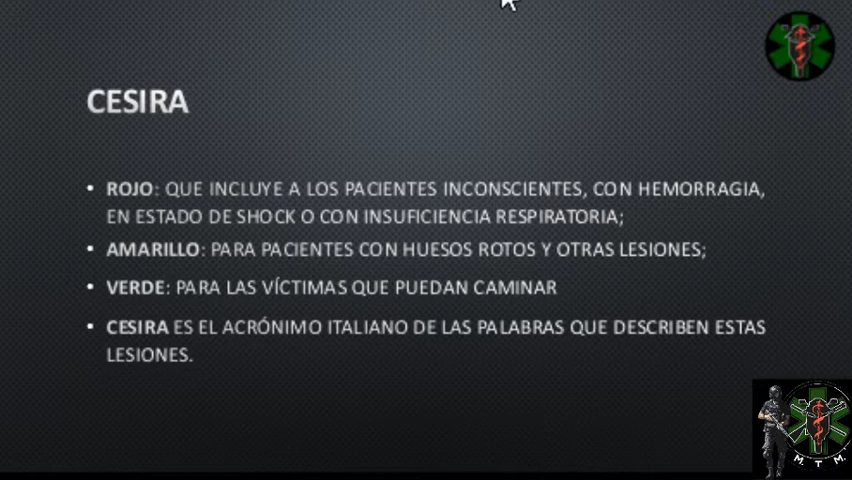 CESIRA
• ROJO: QUE INCLUYE A LOS PACIENTES INCONSCIENTES, CON HEMORRAGIA,
EN ESTADO DE SHOCK O CON INSUFICIENCIA RESPIRATORIA;
• AMARILLO: PARA PACIENTES CON HUESOS ROTOS Y OTRAS LESIONES;
• VERDE: PARA LAS VÍCTIMAS QUE PUEDAN CAMINAR
• CESIRA ES EL ACRÓNIMO ITALIANO DE LAS PALABRAS QUE DESCRIBEN ESTAS
LESIONES.
M. T M.